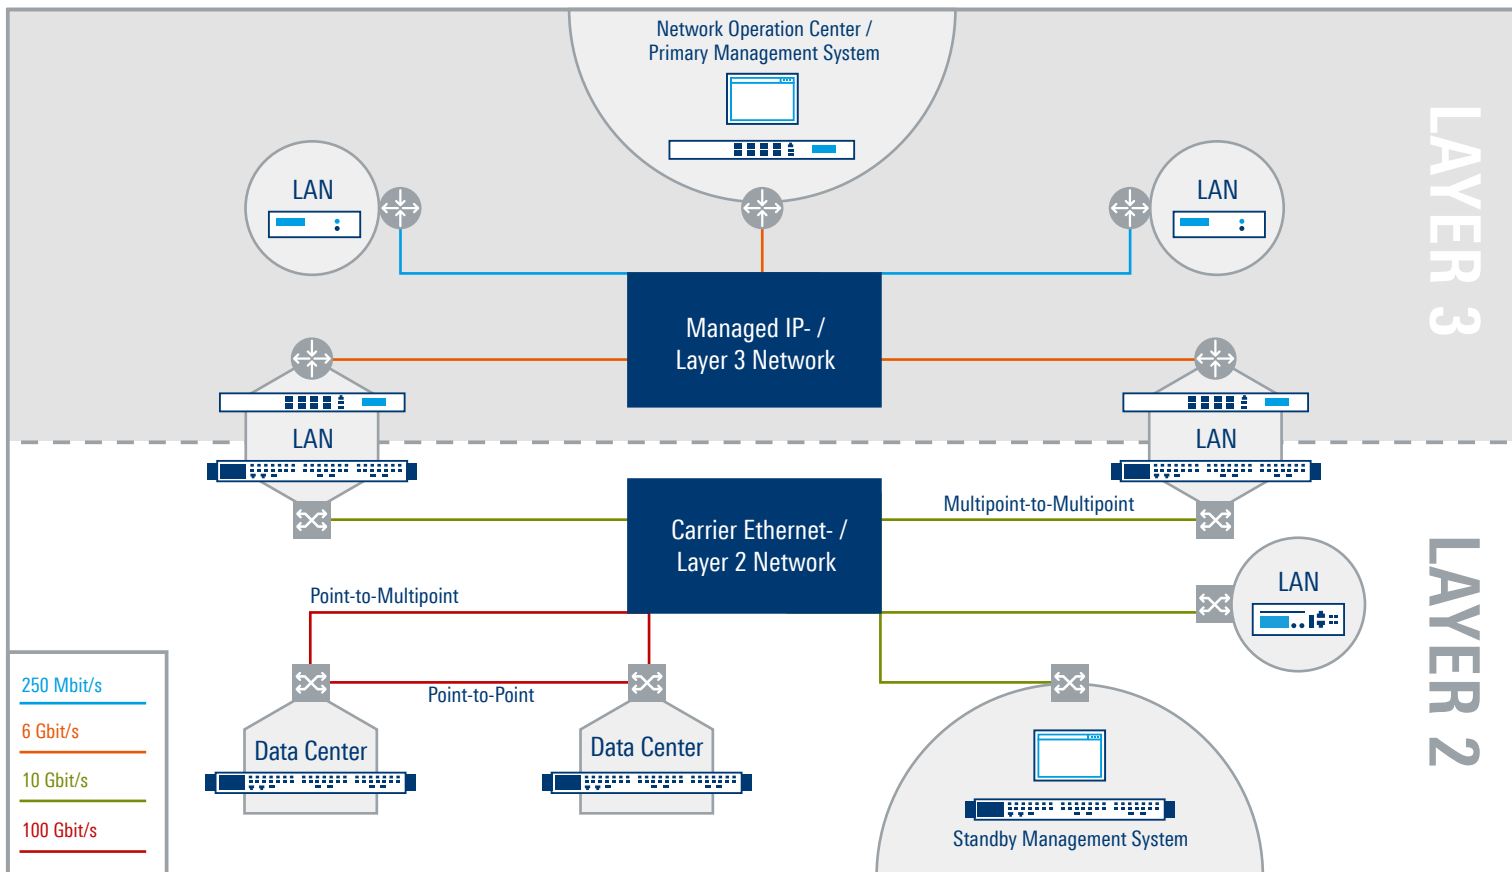 Network Operation Center /
Primary Management System
LAN
LAN
LAYER 3
Managed IP- /
Layer 3 Network
LAN
LAN
Carrier Ethernet- /
Layer 2 Network
Multipoint-to-Multipoint
LAYER 2
LAN
Point-to-Multipoint
Point-to-Point
Data Center
Data Center
Standby Management System
250 Mbit/s
6 Gbit/s
10 Gbit/s
100 Gbit/s